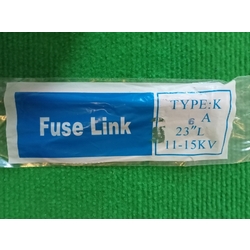 Fuse Link
TYPE:K
6 A
23"L
11-15KV